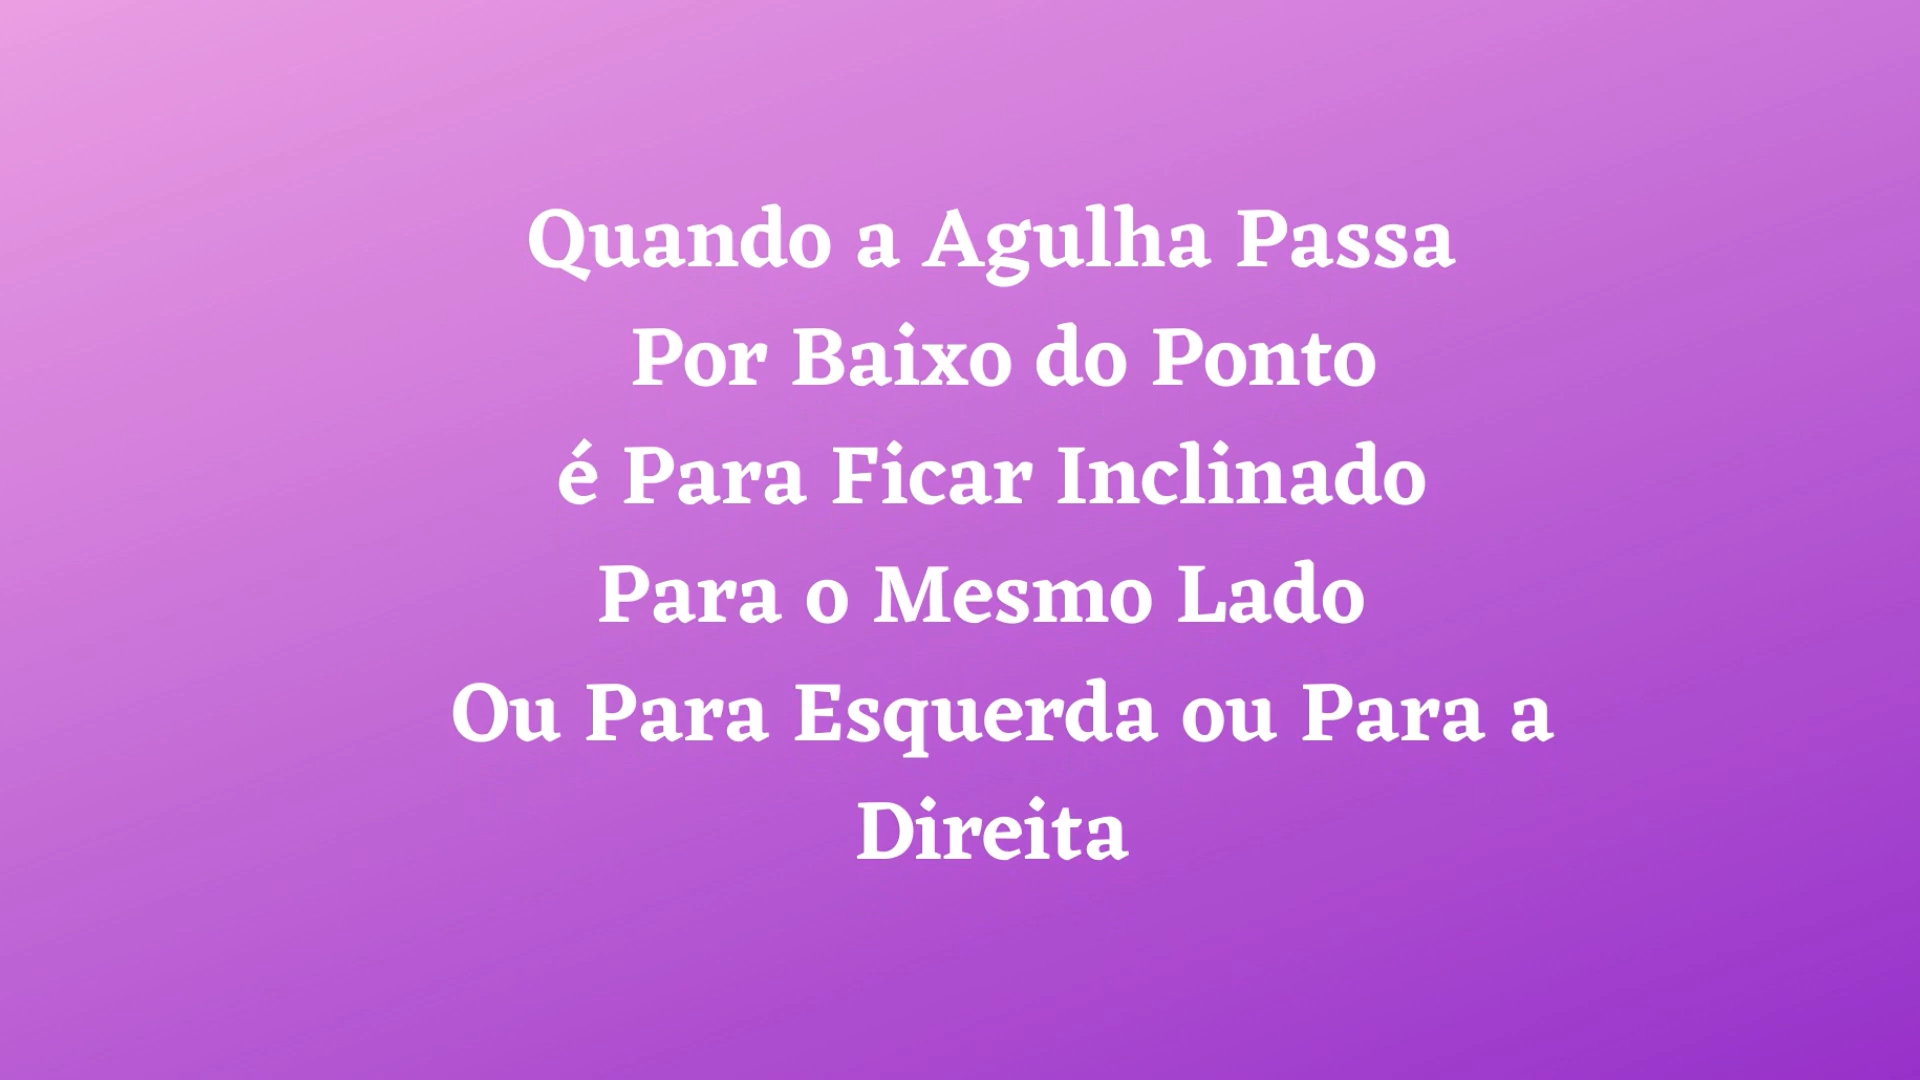 Quando a Agulha Passa
Por Baixo do Ponto
é Para Ficar Inclinado
Para o Mesmo Lado
Ou Para Esquerda ou Para a
Direita